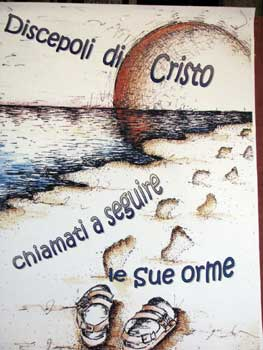 Discepoli di
Cristo
chiamati a seguire
le Sue orme